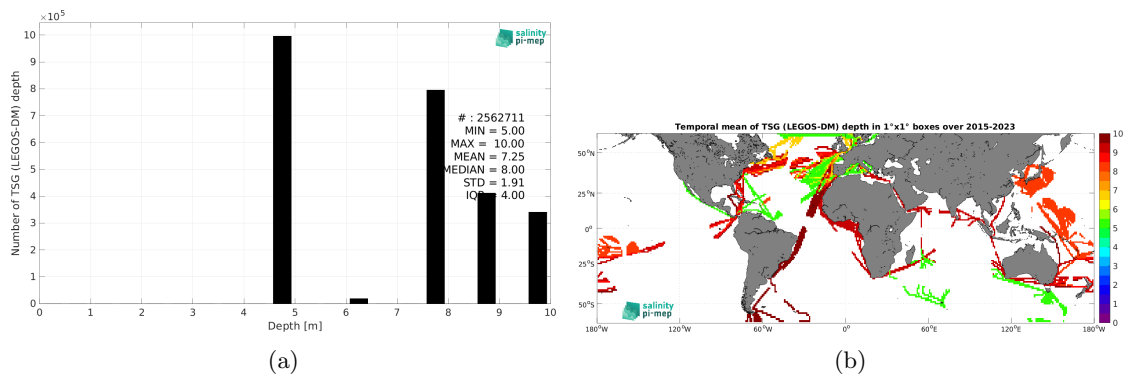 ×10⁵
10
9
8
7
6
5
4
3
2
1
0
Number of TSG (LEGOS-DM) depth
salinity
pi-mep
# : 2562711
MIN = 5.00
MAX = 10.00
MEAN = 7.25
MEDIAN = 8.00
STD = 1.91
IQR = 4.00
0 1 2 3 4 5 6 7 8 9 10
Depth [m]
(a)
Temporal mean of TSG (LEGOS-DM) depth in 1°x1° boxes over 2015-2023
50°N
25°N
0°
25°S
50°S
180°W 60°W 0° 60°E 120°E 180°W
salinity
pi-mep
10
9
8
7
6
5
4
3
2
1
0
(b)